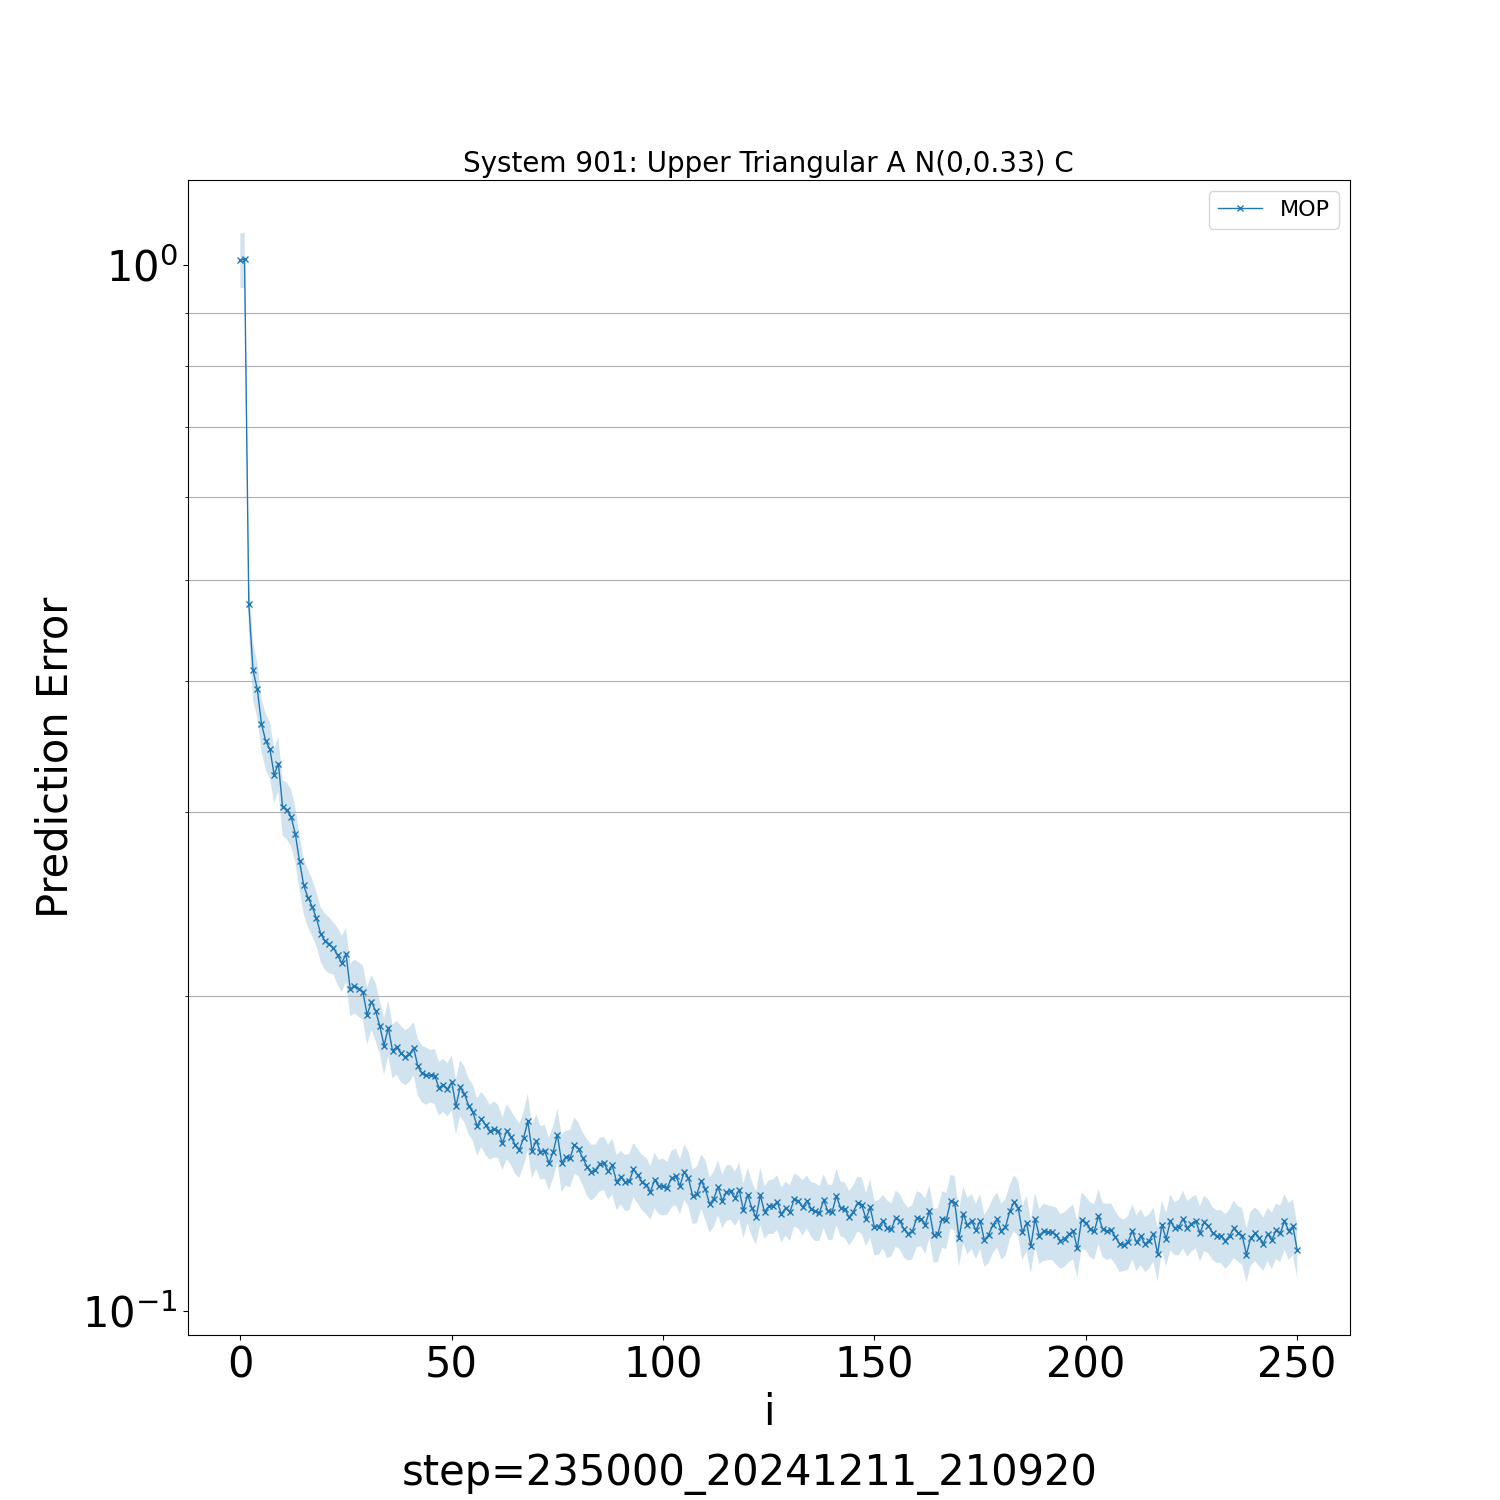 System 901: Upper Triangular A N(0,0.33) C
MOP
10⁰
10⁻¹
Prediction Error
0 50 100 150 200 250
i
step=235000_20241211_210920